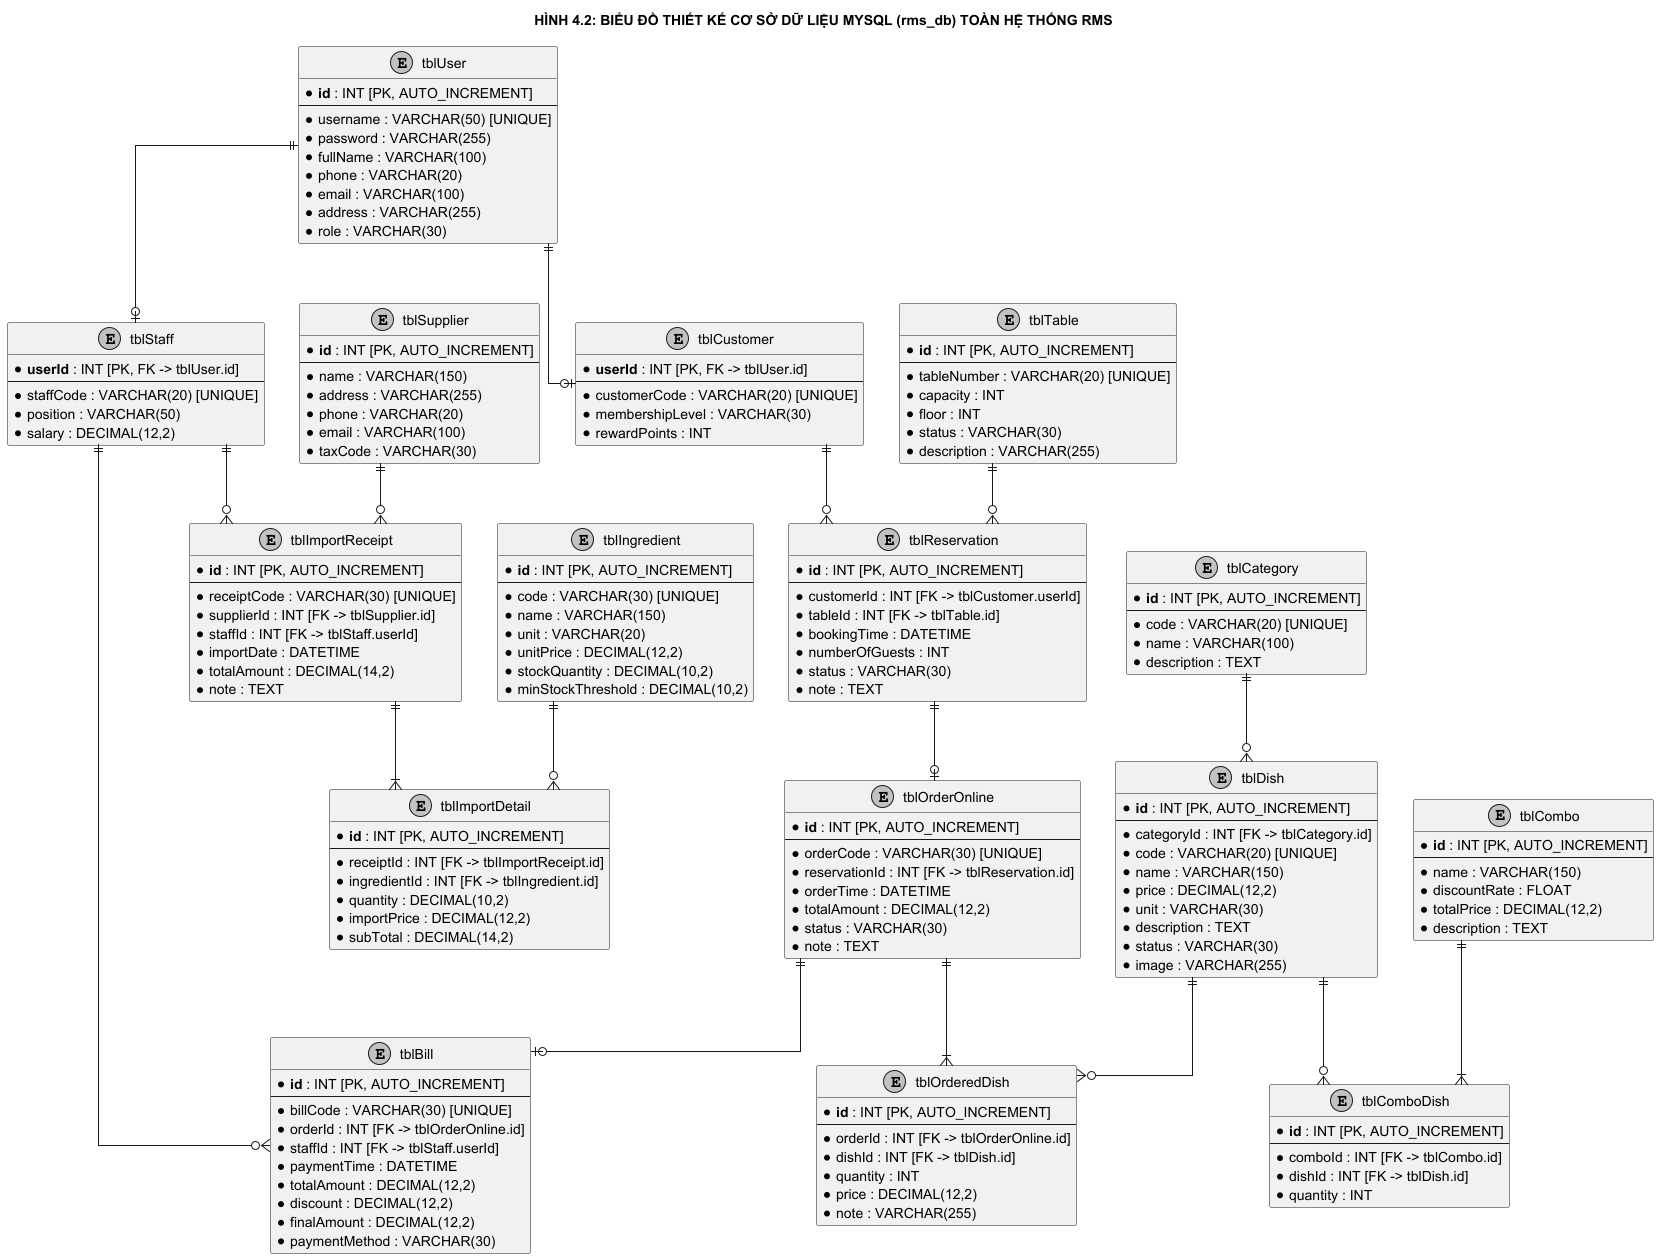 HÌNH 4.2: BIỂU ĐỒ THIẾT KẾ CƠ SỞ DỮ LIỆU MYSQL (rms_db) TOÀN HỆ THỐNG RMS
E tblUser
id : INT [PK, AUTO_INCREMENT]
username : VARCHAR(50) [UNIQUE]
password : VARCHAR(255)
fullName : VARCHAR(100)
phone : VARCHAR(20)
email : VARCHAR(100)
address : VARCHAR(255)
role : VARCHAR(30)
E tblStaff
userId : INT [PK, FK -> tblUser.id]
staffCode : VARCHAR(20) [UNIQUE]
position : VARCHAR(50)
salary : DECIMAL(12,2)
E tblSupplier
id : INT [PK, AUTO_INCREMENT]
name : VARCHAR(150)
address : VARCHAR(255)
phone : VARCHAR(20)
email : VARCHAR(100)
taxCode : VARCHAR(30)
E tblCustomer
userId : INT [PK, FK -> tblUser.id]
customerCode : VARCHAR(20) [UNIQUE]
membershipLevel : VARCHAR(30)
rewardPoints : INT
E tblTable
id : INT [PK, AUTO_INCREMENT]
tableNumber : VARCHAR(20) [UNIQUE]
capacity : INT
floor : INT
status : VARCHAR(30)
description : VARCHAR(255)
E tblImportReceipt
id : INT [PK, AUTO_INCREMENT]
receiptCode : VARCHAR(30) [UNIQUE]
supplierId : INT [FK -> tblSupplier.id]
staffId : INT [FK -> tblStaff.userId]
importDate : DATETIME
totalAmount : DECIMAL(14,2)
note : TEXT
E tblIngredient
id : INT [PK, AUTO_INCREMENT]
code : VARCHAR(30) [UNIQUE]
name : VARCHAR(150)
unit : VARCHAR(20)
unitPrice : DECIMAL(12,2)
stockQuantity : DECIMAL(10,2)
minStockThreshold : DECIMAL(10,2)
E tblReservation
id : INT [PK, AUTO_INCREMENT]
customerId : INT [FK -> tblCustomer.userId]
tableId : INT [FK -> tblTable.id]
bookingTime : DATETIME
numberOfGuests : INT
status : VARCHAR(30)
note : TEXT
E tblCategory
id : INT [PK, AUTO_INCREMENT]
code : VARCHAR(20) [UNIQUE]
name : VARCHAR(100)
description : TEXT
E tblImportDetail
id : INT [PK, AUTO_INCREMENT]
receiptId : INT [FK -> tblImportReceipt.id]
ingredientId : INT [FK -> tblIngredient.id]
quantity : DECIMAL(10,2)
importPrice : DECIMAL(12,2)
subTotal : DECIMAL(14,2)
E tblOrderOnline
id : INT [PK, AUTO_INCREMENT]
orderCode : VARCHAR(30) [UNIQUE]
reservationId : INT [FK -> tblReservation.id]
orderTime : DATETIME
totalAmount : DECIMAL(12,2)
status : VARCHAR(30)
note : TEXT
E tblDish
id : INT [PK, AUTO_INCREMENT]
categoryId : INT [FK -> tblCategory.id]
code : VARCHAR(20) [UNIQUE]
name : VARCHAR(150)
price : DECIMAL(12,2)
unit : VARCHAR(30)
description : TEXT
status : VARCHAR(30)
image : VARCHAR(255)
E tblCombo
id : INT [PK, AUTO_INCREMENT]
name : VARCHAR(150)
discountRate : FLOAT
totalPrice : DECIMAL(12,2)
description : TEXT
E tblBill
id : INT [PK, AUTO_INCREMENT]
billCode : VARCHAR(30) [UNIQUE]
orderId : INT [FK -> tblOrderOnline.id]
staffId : INT [FK -> tblStaff.userId]
paymentTime : DATETIME
totalAmount : DECIMAL(12,2)
discount : DECIMAL(12,2)
finalAmount : DECIMAL(12,2)
paymentMethod : VARCHAR(30)
E tblOrderedDish
id : INT [PK, AUTO_INCREMENT]
orderId : INT [FK -> tblOrderOnline.id]
dishId : INT [FK -> tblDish.id]
quantity : INT
price : DECIMAL(12,2)
note : VARCHAR(255)
E tblComboDish
id : INT [PK, AUTO_INCREMENT]
comboId : INT [FK -> tblCombo.id]
dishId : INT [FK -> tblDish.id]
quantity : INT